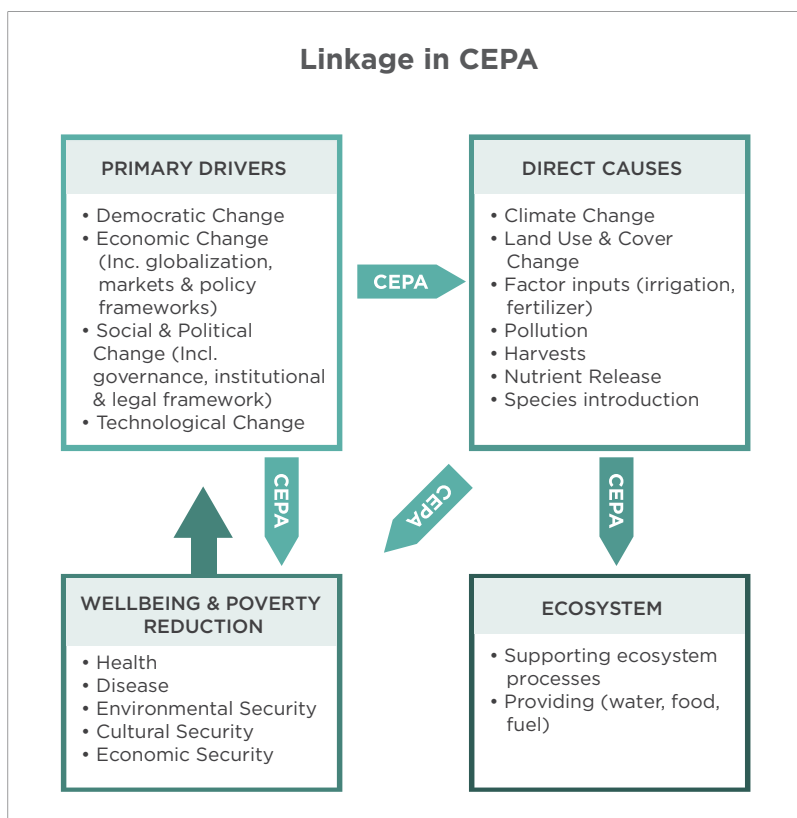 Linkage in CEPA
PRIMARY DRIVERS
• Democratic Change
• Economic Change
(Inc. globalization,
markets & policy
frameworks)
• Social & Political
Change (Incl.
governance, institutional
& legal framework)
• Technological Change
CEPA
DIRECT CAUSES
• Climate Change
• Land Use & Cover
Change
• Factor inputs (irrigation,
fertilizer)
• Pollution
• Harvests
• Nutrient Release
• Species introduction
CEPA
CEPA
CEPA
WELLBEING & POVERTY
REDUCTION
• Health
• Disease
• Environmental Security
• Cultural Security
• Economic Security
ECOSYSTEM
• Supporting ecosystem
processes
• Providing (water, food,
fuel)